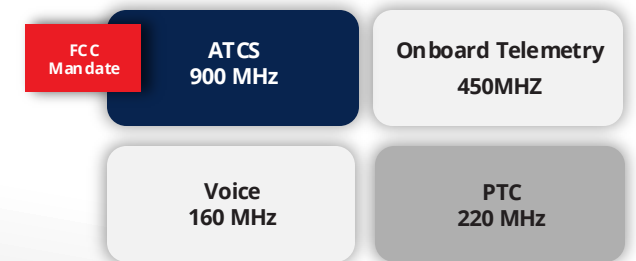 FCC
Mandate
ATCS
900 MHz
Onboard Telemetry
450MHZ
Voice
160 MHz
PTC
220 MHz